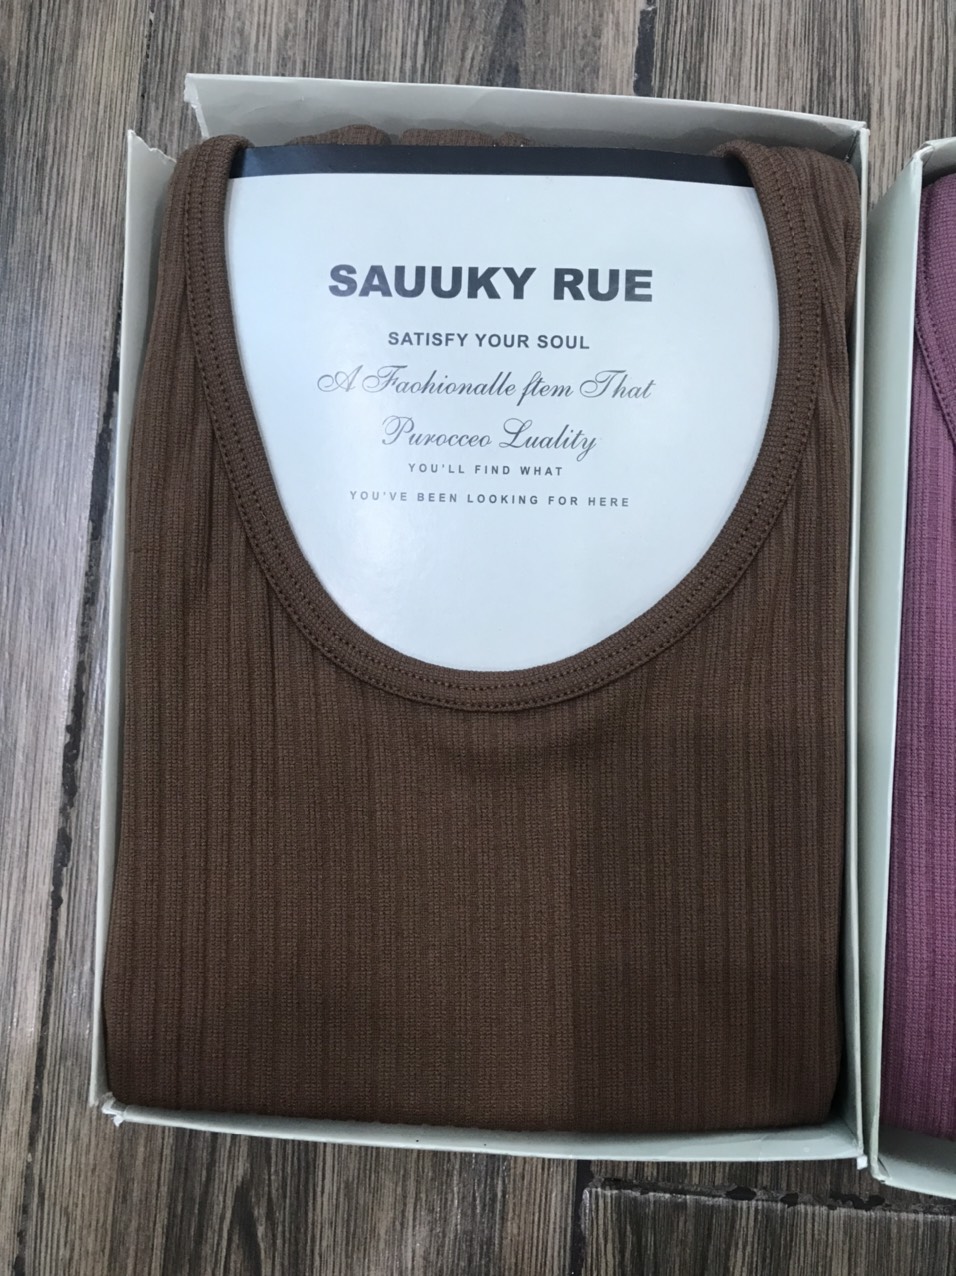 SAUUKY RUE
SATISFY YOUR SOUL
A Faohionalle ftem That
Purocceo Luality
YOU'LL FIND WHAT
YOU'VE BEEN LOOKING FOR HERE